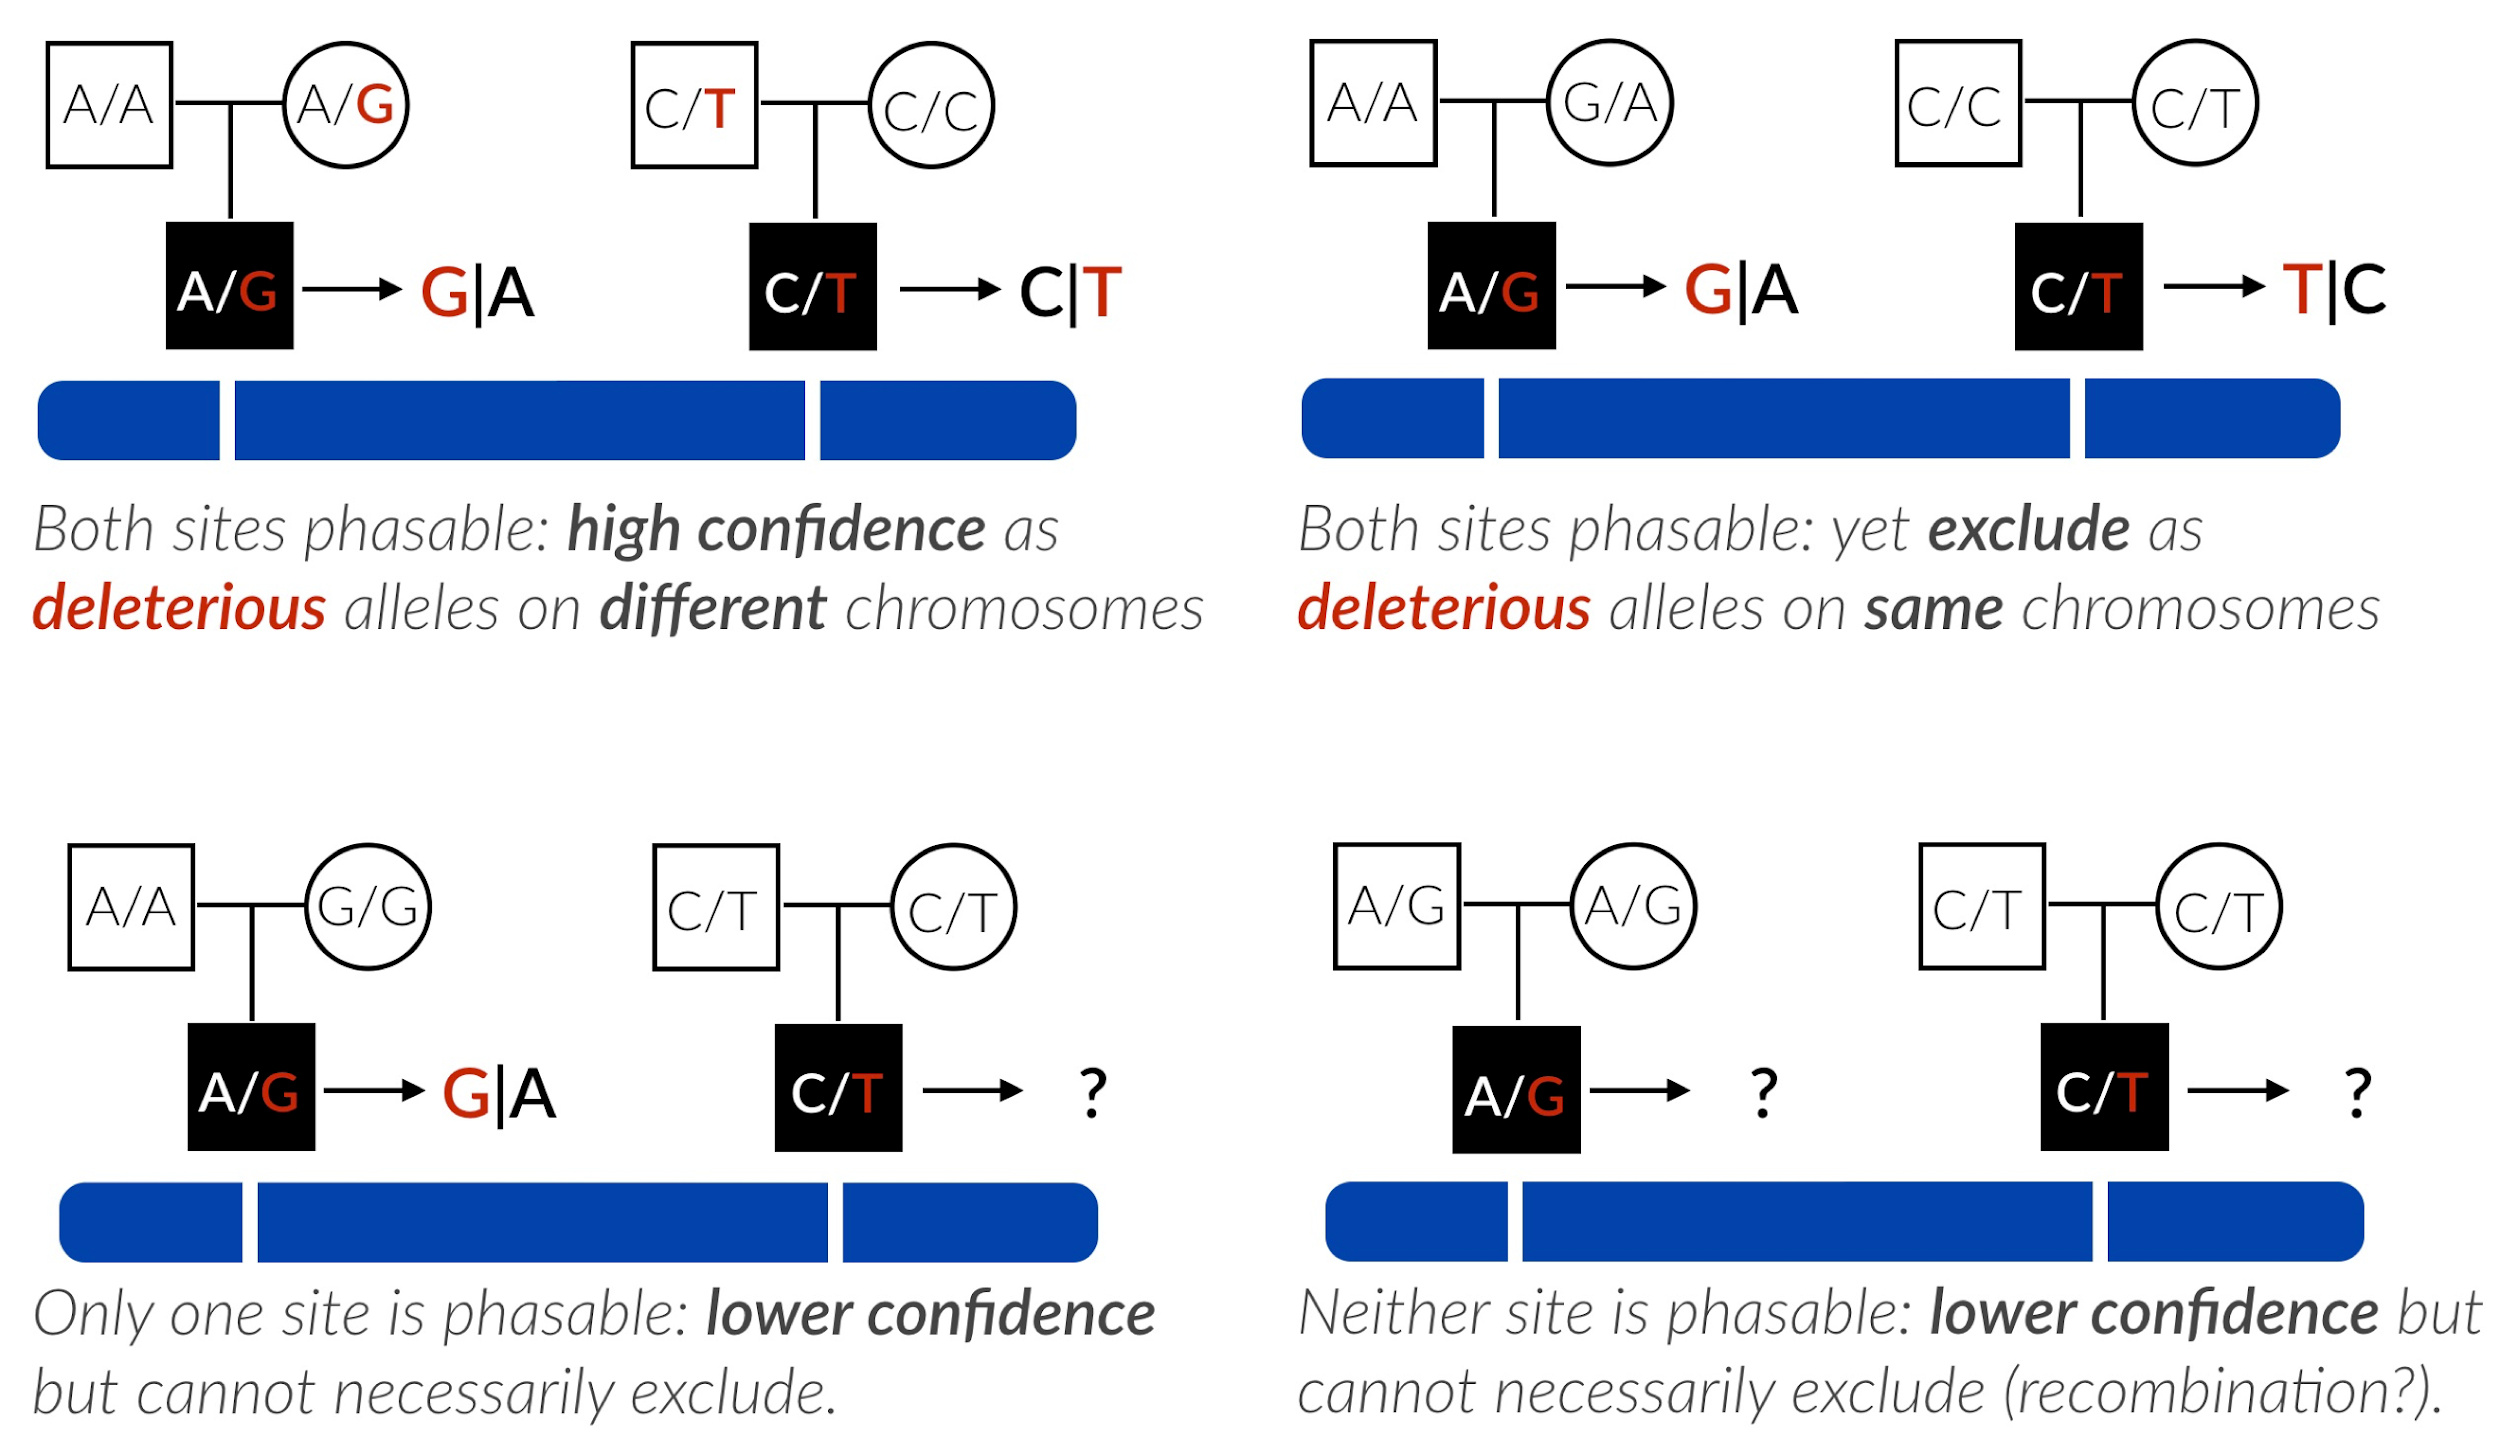 A/A A/G C/T C/C
A/G G|A C/T C|T
Both sites phasable: high confidence as
deleterious alleles on different chromosomes
A/A G/A C/C C/T
A/G G|A C/T T|C
Both sites phasable: yet exclude as
deleterious alleles on same chromosomes
A/A G/G C/T C/T
A/G G|A C/T ?
Only one site is phasable: lower confidence
but cannot necessarily exclude.
A/G A/G C/T C/T
A/G ? C/T ?
Neither site is phasable: lower confidence but
cannot necessarily exclude (recombination?).